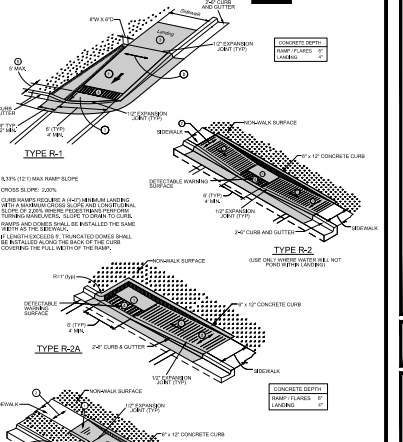 2'-6" CURB
AND GUTTER
Sidewalk
8"W X 6"D
Landing
1/2" EXPANSION
JOINT (TYP)
5' MAX.
CURB
1/2" EXPANSION
JOINT (TYP)
6' (TYP)
4' MIN.
TYPE R-1
CONCRETE DEPTH
RAMP / FLARES 6"
LANDING 4"
8.33% (12:1) MAX RAMP SLOPE
CROSS SLOPE: 2.00%
CURB RAMPS REQUIRE A (4'-0") MINIMUM LANDING
WITH A MAXIMUM CROSS SLOPE AND LONGITUDINAL
SLOPE OF 2.00% WHERE PEDESTRIANS PERFORM
TURNING MANEUVERS. SLOPE TO DRAIN TO CURB.
RAMPS AND DOMES SHALL BE INSTALLED THE SAME
WIDTH AS THE SIDEWALK.
IF LENGTH EXCEEDS 5', TRUNCATED DOMES SHALL
BE INSTALLED ALONG THE BACK OF THE CURB
COVERING THE FULL WIDTH OF THE RAMP.
NON-WALK SURFACE
SIDEWALK
6" x 12" CONCRETE CURB
DETECTABLE WARNING
SURFACE
6' (TYP)
4' MIN.
1/2" EXPANSION
JOINT (TYP)
2'-6" CURB AND GUTTER
SIDEWALK
TYPE R-2
(USE ONLY WHERE WATER WILL NOT
POND WITHIN LANDING)
NON-WALK SURFACE
R=1' (typ)
DETECTABLE
WARNING
SURFACE
6" x 12" CONCRETE CURB
6' (TYP)
4' MIN.
TYPE R-2A
2'-6" CURB & GUTTER
1/2" EXPANSION
JOINT (TYP)
SIDEWALK
CONCRETE DEPTH
RAMP / FLARES 6"
LANDING 4"
NON-WALK SURFACE
1/2" EXPANSION
JOINT (TYP)
6" x 12" CONCRETE CURB